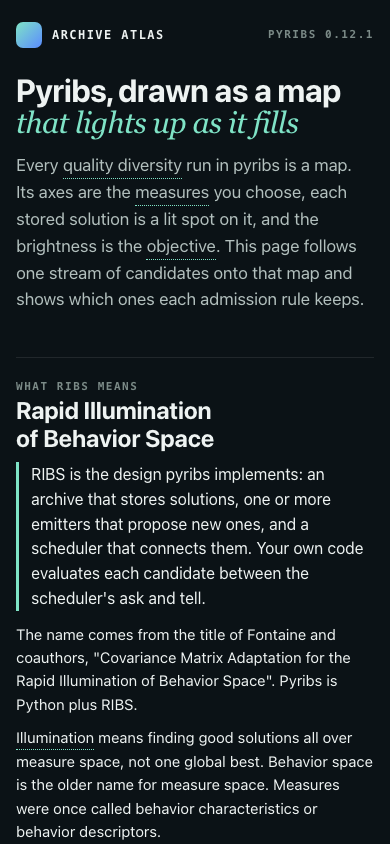 ARCHIVE ATLAS
PYRIBS 0.12.1
Pyribs, drawn as a map
that lights up as it fills
Every quality diversity run in pyribs is a map.
Its axes are the measures you choose, each
stored solution is a lit spot on it, and the
brightness is the objective. This page follows
one stream of candidates onto that map and
shows which ones each admission rule keeps.
WHAT RIBS MEANS
Rapid Illumination
of Behavior Space
RIBS is the design pyribs implements: an
archive that stores solutions, one or more
emitters that propose new ones, and a
scheduler that connects them. Your own code
evaluates each candidate between the
scheduler's ask and tell.
The name comes from the title of Fontaine and
coauthors, "Covariance Matrix Adaptation for the
Rapid Illumination of Behavior Space". Pyribs is
Python plus RIBS.
Illumination means finding good solutions all over
measure space, not one global best. Behavior space
is the older name for measure space. Measures
were once called behavior characteristics or
behavior descriptors.